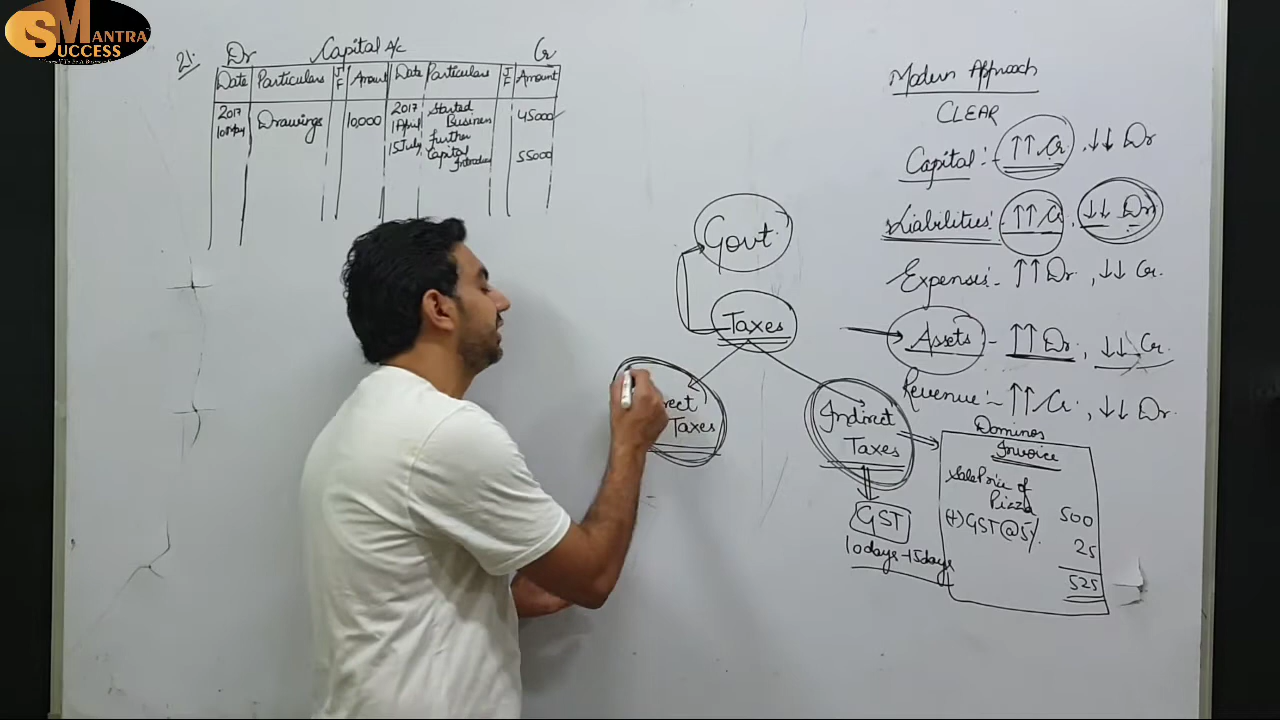 MANTRA
SUCCESS
21.
Dr Capital A/c Cr
Date Particulars J F Amount Date Particulars J F Amount
2017
10 May Drawings 10,000
2017
1 April Started Business 45000
15 July Further Capital Introduced 55000
Govt.
Taxes
rect
Taxes
Indirect
Taxes
GST
10days-15days
Modern Approach
CLEAR
Capital:- ↑↑ Cr, ↓↓ Dr
Liabilities:- ↑↑ Cr, ↓↓ Dr
Expenses:- ↑↑ Dr, ↓↓ Cr.
Assets - ↑↑ Dr, ↓↓ Cr.
Revenue:- ↑↑ Cr, ↓↓ Dr.
Dominos
Invoice
Sale Price of
Pizza 500
(+) GST@5% 25
525